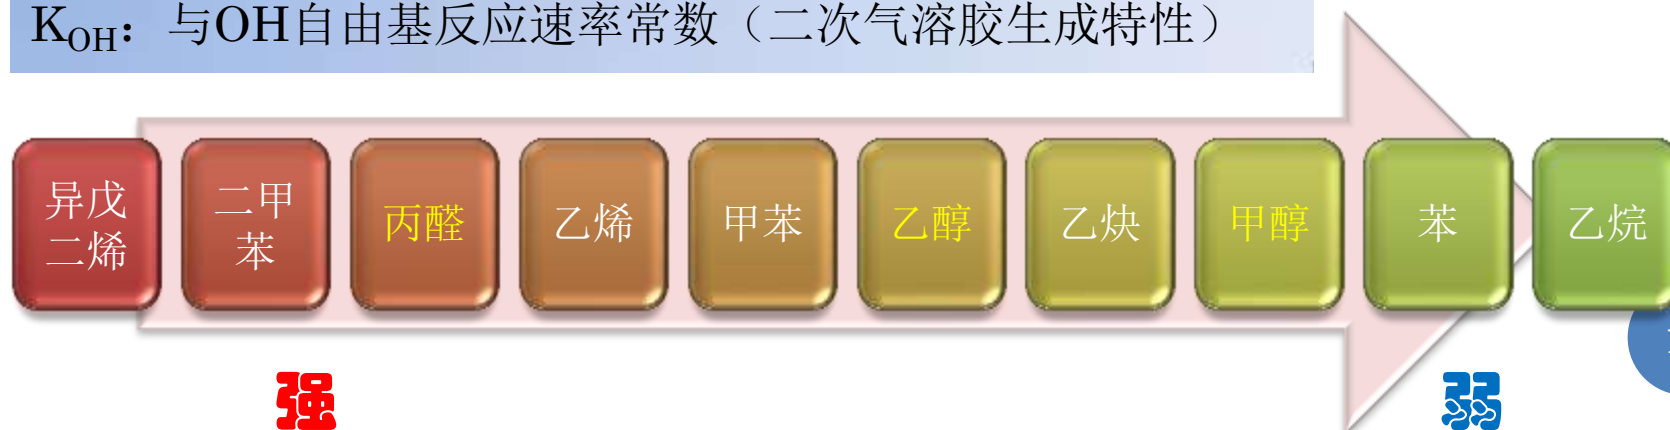 K_OH：与OH自由基反应速率常数（二次气溶胶生成特性）
异戊
二烯
二甲
苯
丙醛
乙烯
甲苯
乙醇
乙炔
甲醇
苯
乙烷
强
弱